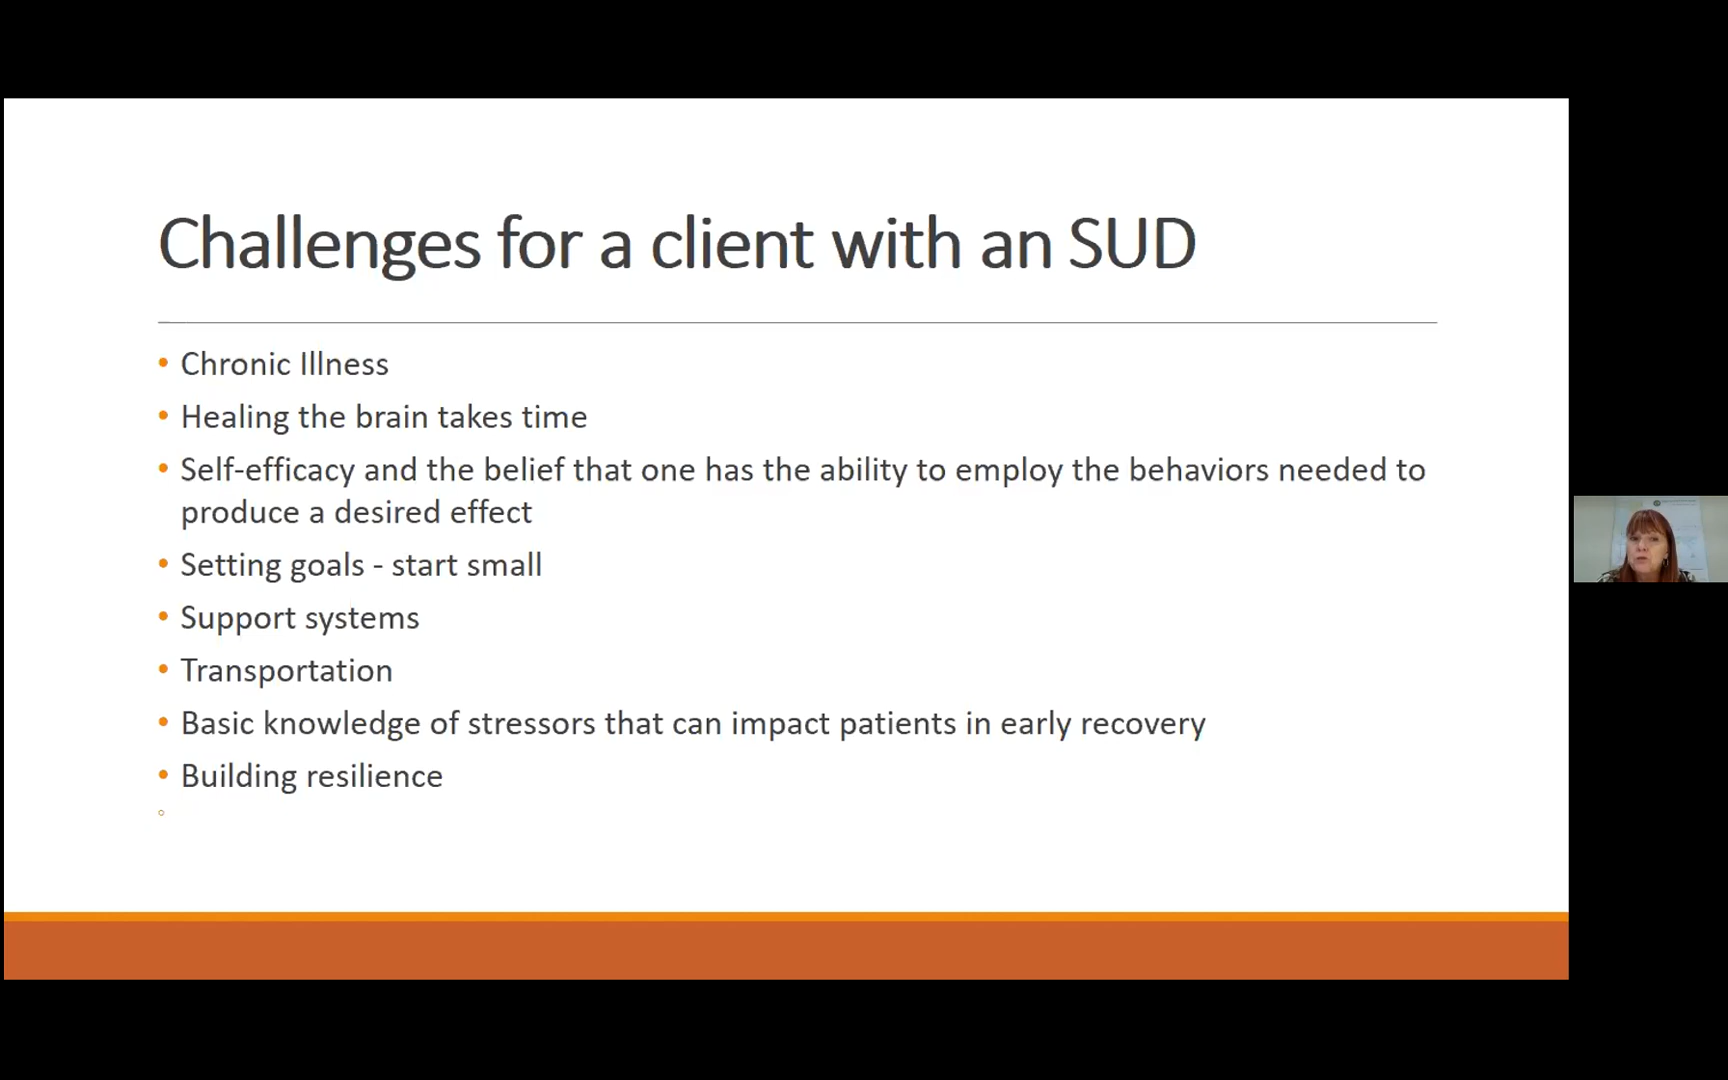 Challenges for a client with an SUD
• Chronic Illness
• Healing the brain takes time
• Self-efficacy and the belief that one has the ability to employ the behaviors needed to
produce a desired effect
• Setting goals - start small
• Support systems
• Transportation
• Basic knowledge of stressors that can impact patients in early recovery
• Building resilience